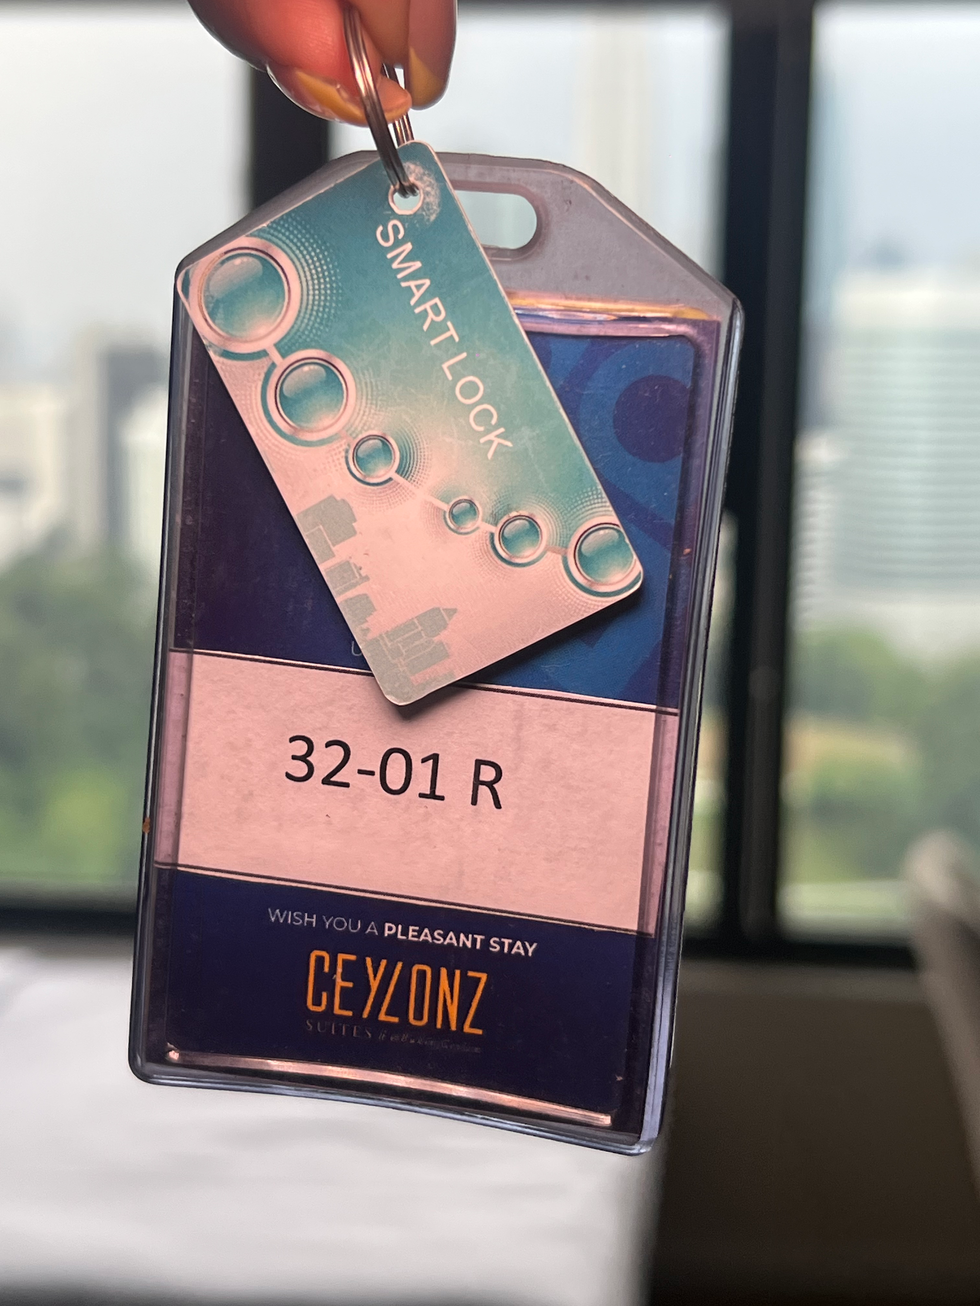 SMART LOCK
32-01 R
WISH YOU A PLEASANT STAY
CEYLONZ
SUITES